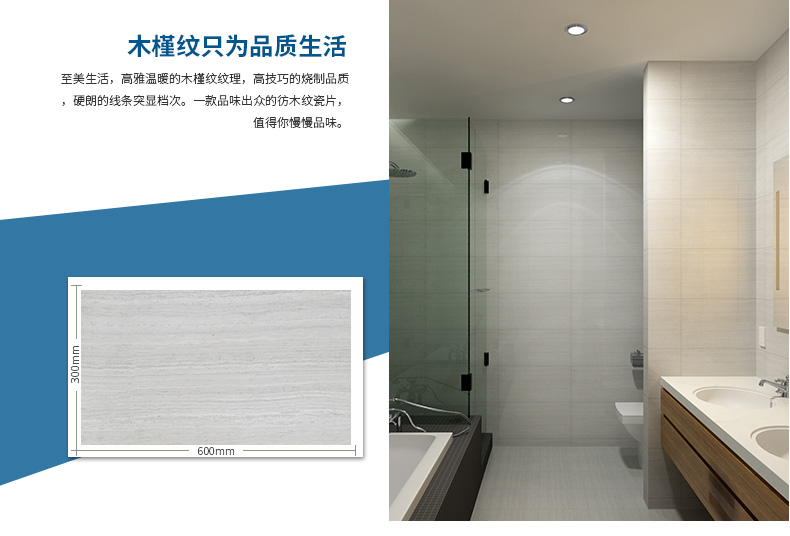 木槿纹只为品质生活
至美生活，高雅温暖的木槿纹纹理，高技巧的烧制品质
，硬朗的线条突显档次。一款品味出众的彷木纹瓷片，
值得你慢慢品味。
300mm
600mm